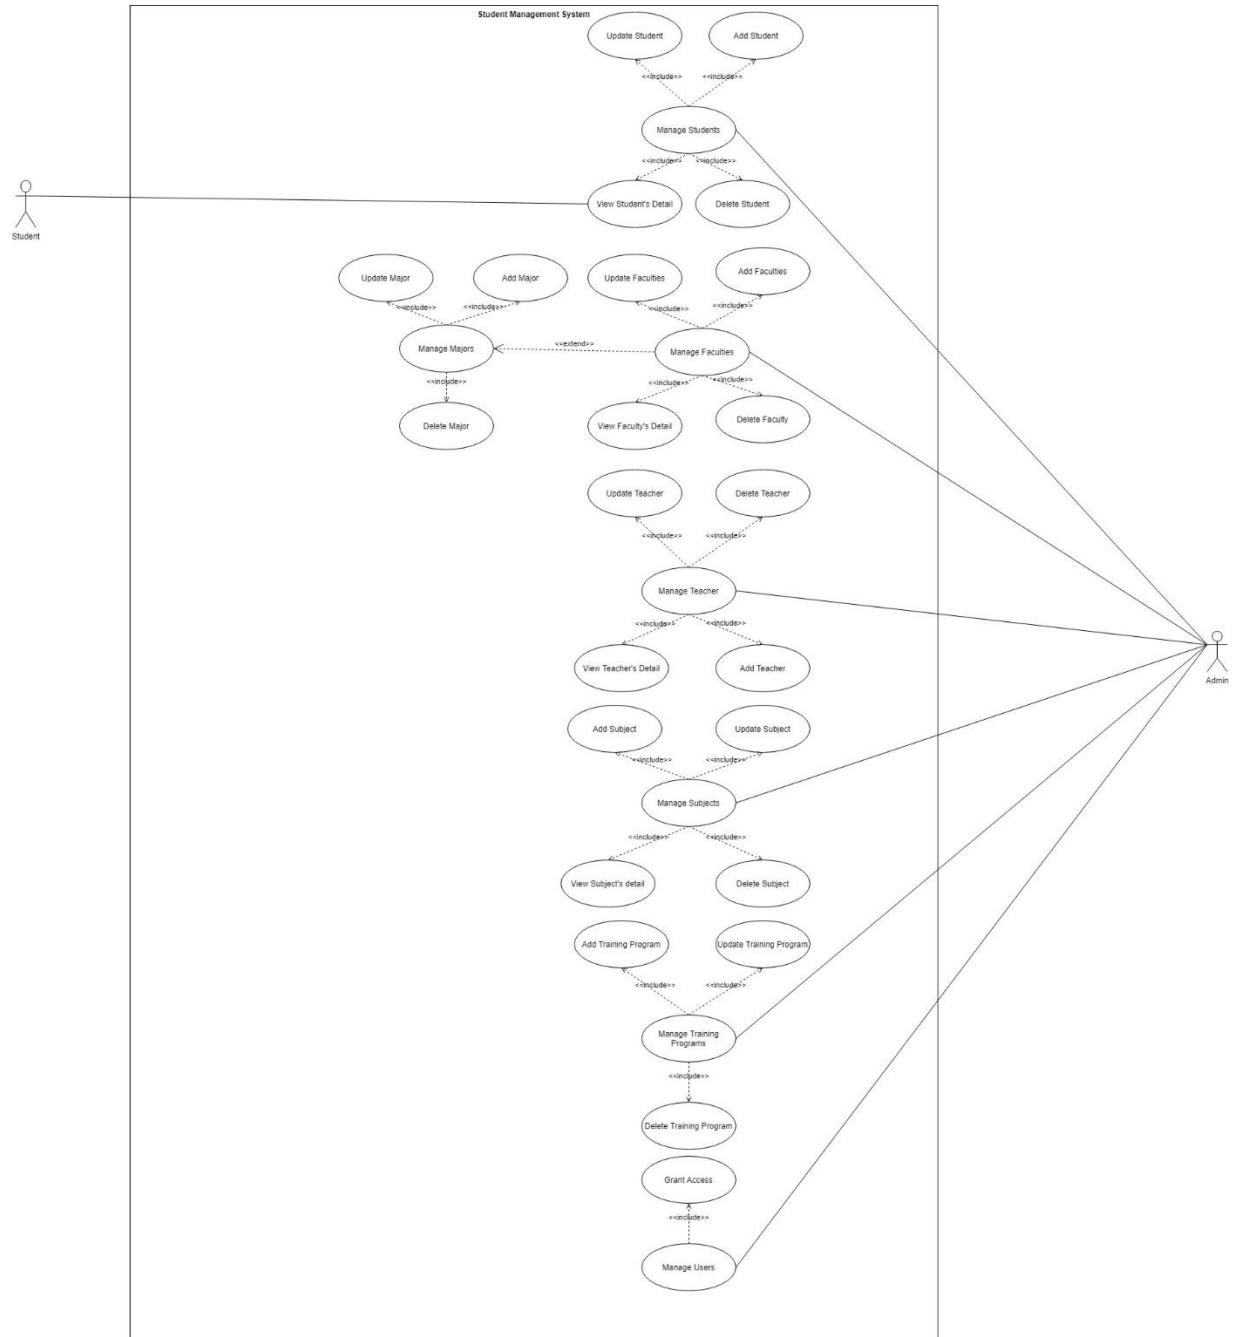 Student Management System
Update Student
Add Student
<<include>>
<<include>>
Manage Students
<<include>>
<<include>>
View Student's Detail
Delete Student
Student
Update Major
Add Major
Update Faculties
Add Faculties
<<include>>
<<include>>
<<include>>
<<include>>
Manage Majors
<<extend>>
Manage Faculties
<<include>>
<<include>>
<<include>>
Delete Major
View Faculty's Detail
Delete Faculty
Update Teacher
Delete Teacher
<<include>>
<<include>>
Manage Teacher
<<include>>
<<include>>
View Teacher's Detail
Add Teacher
Admin
Add Subject
Update Subject
<<include>>
<<include>>
Manage Subjects
<<include>>
<<include>>
View Subject's detail
Delete Subject
Add Training Program
Update Training Program
<<include>>
<<include>>
Manage Training
Programs
<<include>>
Delete Training Program
Grant Access
<<include>>
Manage Users